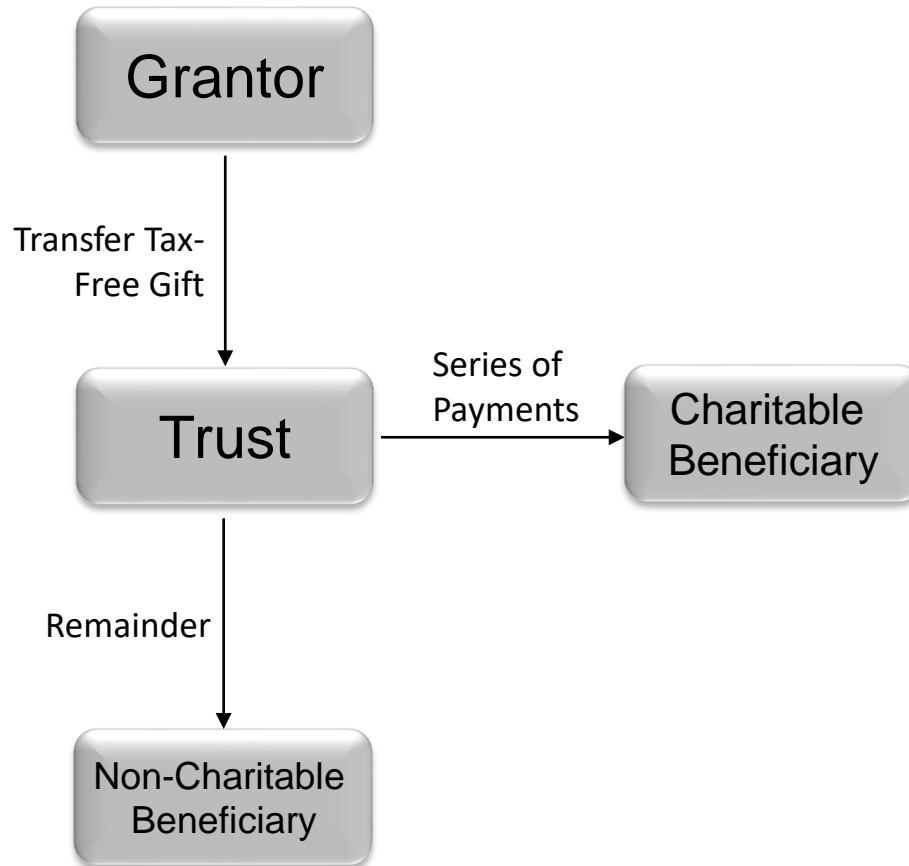 Grantor
Transfer Tax-
Free Gift
Trust
Series of
Payments
Charitable
Beneficiary
Remainder
Non-Charitable
Beneficiary